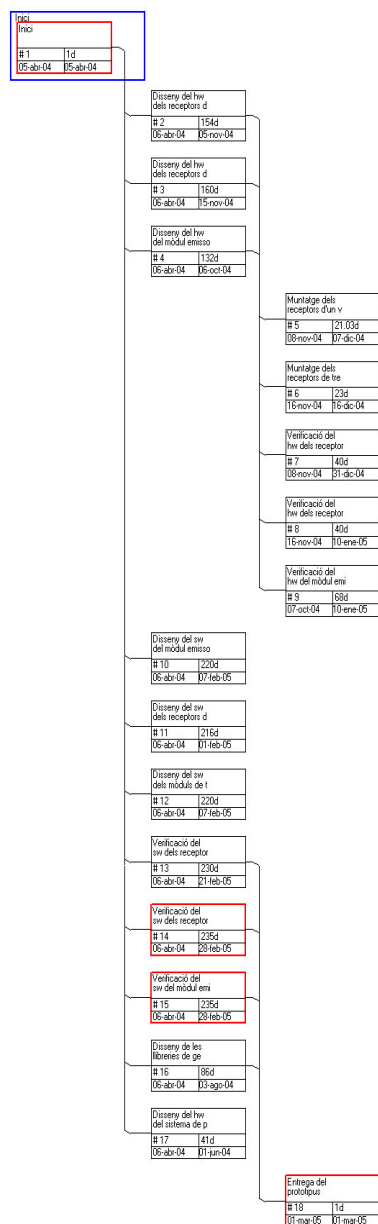 Inici
Inici
# 1 1d
05-abr-04 05-abr-04
Disseny del hw
dels receptors d
# 2 154d
06-abr-04 05-nov-04
Disseny del hw
dels receptors d
# 3 160d
06-abr-04 15-nov-04
Disseny del hw
del mòdul emisso
# 4 132d
06-abr-04 06-oct-04
Muntatge dels
receptors d'un v
# 5 21.03d
08-nov-04 07-dic-04
Muntatge dels
receptors de tre
# 6 23d
16-nov-04 16-dic-04
Verificació del
hw dels receptor
# 7 40d
08-nov-04 31-dic-04
Verificació del
hw dels receptor
# 8 40d
16-nov-04 10-ene-05
Verificació del
hw del mòdul emi
# 9 68d
07-oct-04 10-ene-05
Disseny del sw
del mòdul emisso
# 10 220d
06-abr-04 07-feb-05
Disseny del sw
dels receptors d
# 11 216d
06-abr-04 01-feb-05
Disseny del sw
dels mòduls de t
# 12 220d
06-abr-04 07-feb-05
Verificació del
sw dels receptor
# 13 230d
06-abr-04 21-feb-05
Verificació del
sw dels receptor
# 14 235d
06-abr-04 28-feb-05
Verificació del
sw del mòdul emi
# 15 235d
06-abr-04 28-feb-05
Disseny de les
llibreries de ge
# 16 86d
06-abr-04 03-ago-04
Disseny del hw
del sistema de p
# 17 41d
06-abr-04 01-jun-04
Entrega del
prototipus
# 18 1d
01-mar-05 01-mar-05